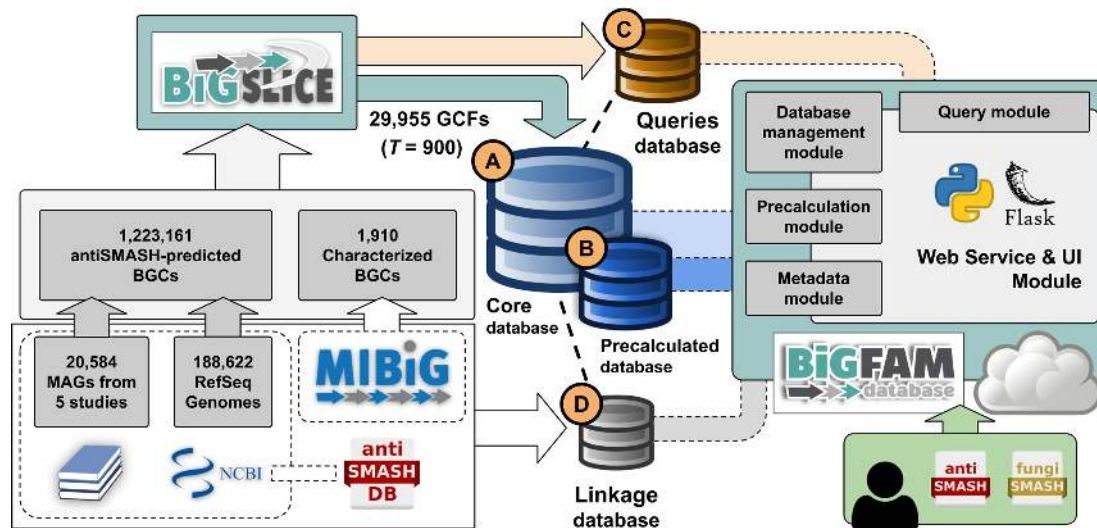 BiGSLICE
29,955 GCFs
(T = 900)
C
Queries
database
A
B
Core
database
Precalculated
database
D
Linkage
database
1,223,161
antiSMASH-predicted
BGCs
1,910
Characterized
BGCs
20,584
MAGs from
5 studies
188,622
RefSeq
Genomes
MIBiG
NCBI
anti
SMASH
DB
Database
management
module
Query module
Precalculation
module
Flask
Web Service & UI
Module
Metadata
module
BiGFAM
database
anti
SMASH
fungi
SMASH